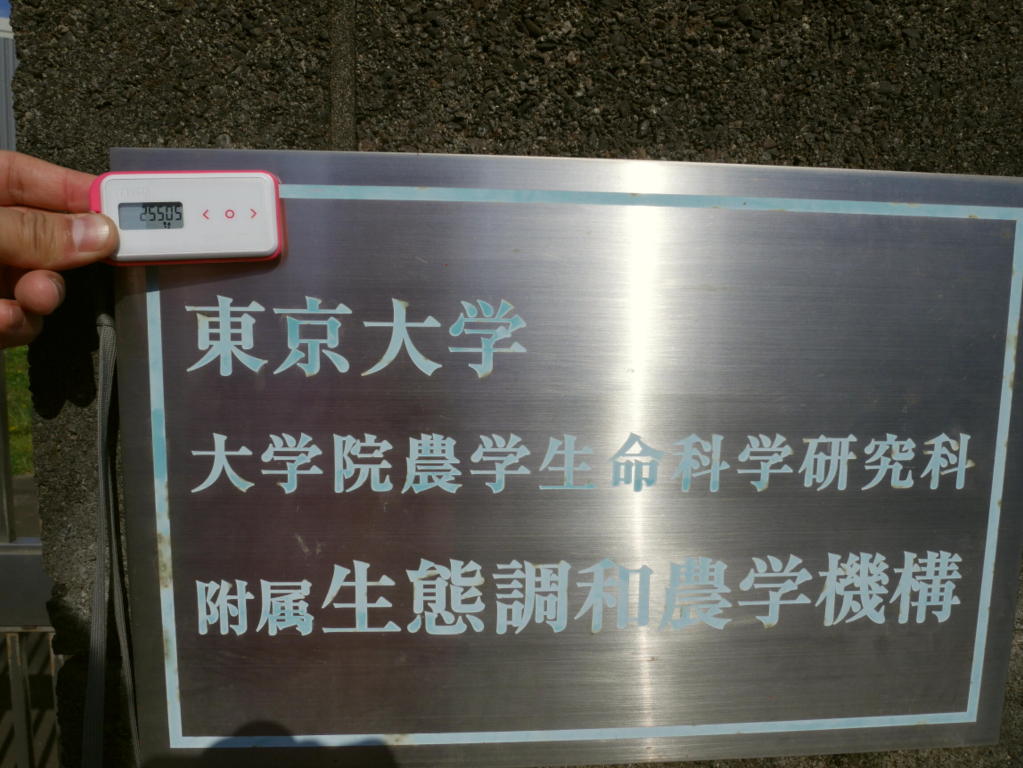 25505
東京大学
大学院農学生命科学研究科
附属生態調和農学機構